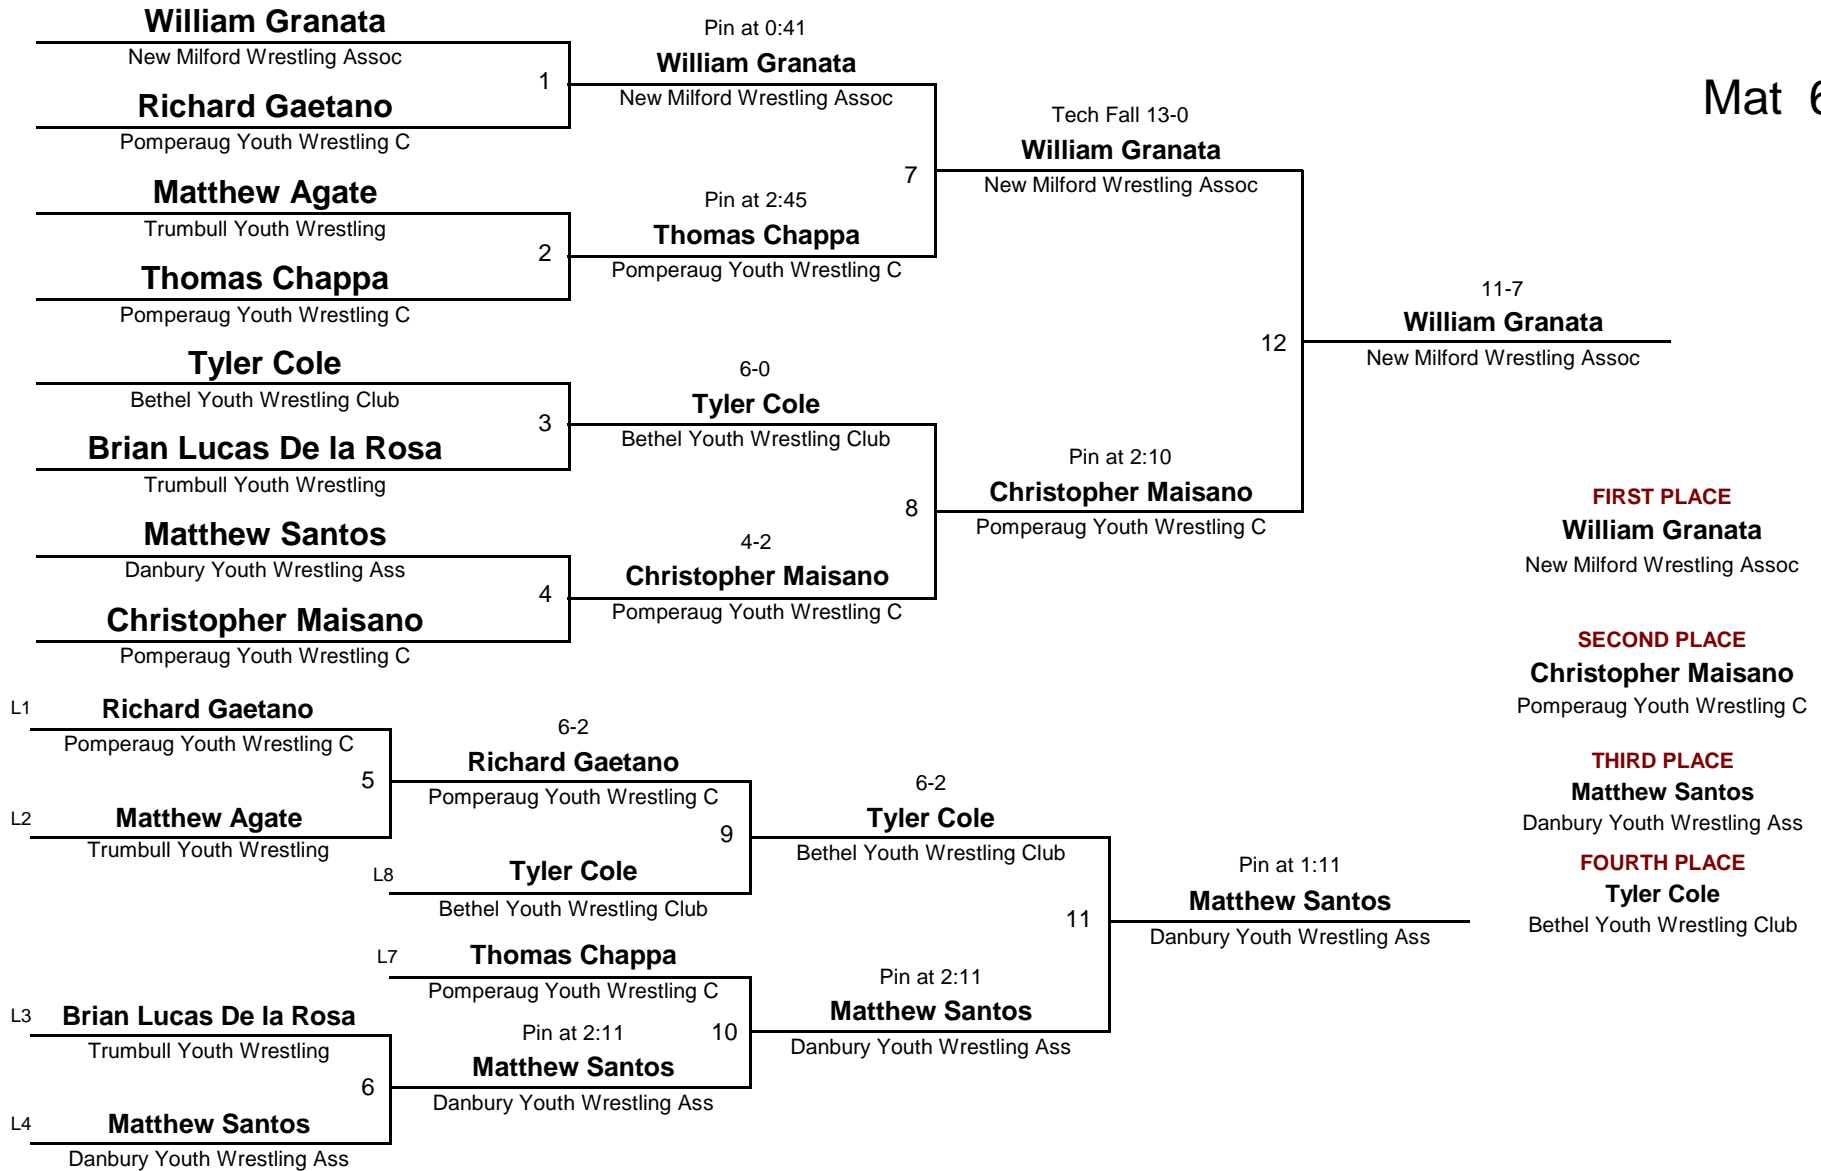 William Granata
New Milford Wrestling Assoc
1
Richard Gaetano
Pomperaug Youth Wrestling C
Pin at 0:41
William Granata
New Milford Wrestling Assoc
Matthew Agate
Trumbull Youth Wrestling
2
Thomas Chappa
Pomperaug Youth Wrestling C
Pin at 2:45
Thomas Chappa
Pomperaug Youth Wrestling C
7
Tech Fall 13-0
William Granata
New Milford Wrestling Assoc
Mat 6
Tyler Cole
Bethel Youth Wrestling Club
3
Brian Lucas De la Rosa
Trumbull Youth Wrestling
6-0
Tyler Cole
Bethel Youth Wrestling Club
Matthew Santos
Danbury Youth Wrestling Ass
4
Christopher Maisano
Pomperaug Youth Wrestling C
4-2
Christopher Maisano
Pomperaug Youth Wrestling C
8
Pin at 2:10
Christopher Maisano
Pomperaug Youth Wrestling C
12
11-7
William Granata
New Milford Wrestling Assoc
FIRST PLACE
William Granata
New Milford Wrestling Assoc
SECOND PLACE
Christopher Maisano
Pomperaug Youth Wrestling C
THIRD PLACE
Matthew Santos
Danbury Youth Wrestling Ass
FOURTH PLACE
Tyler Cole
Bethel Youth Wrestling Club
L1 Richard Gaetano
Pomperaug Youth Wrestling C
5
L2 Matthew Agate
Trumbull Youth Wrestling
6-2
Richard Gaetano
Pomperaug Youth Wrestling C
9
L8 Tyler Cole
Bethel Youth Wrestling Club
6-2
Tyler Cole
Bethel Youth Wrestling Club
L7 Thomas Chappa
Pomperaug Youth Wrestling C
L3 Brian Lucas De la Rosa
Trumbull Youth Wrestling
6
L4 Matthew Santos
Danbury Youth Wrestling Ass
Pin at 2:11
10
Matthew Santos
Danbury Youth Wrestling Ass
Pin at 2:11
Matthew Santos
Danbury Youth Wrestling Ass
11
Pin at 1:11
Matthew Santos
Danbury Youth Wrestling Ass